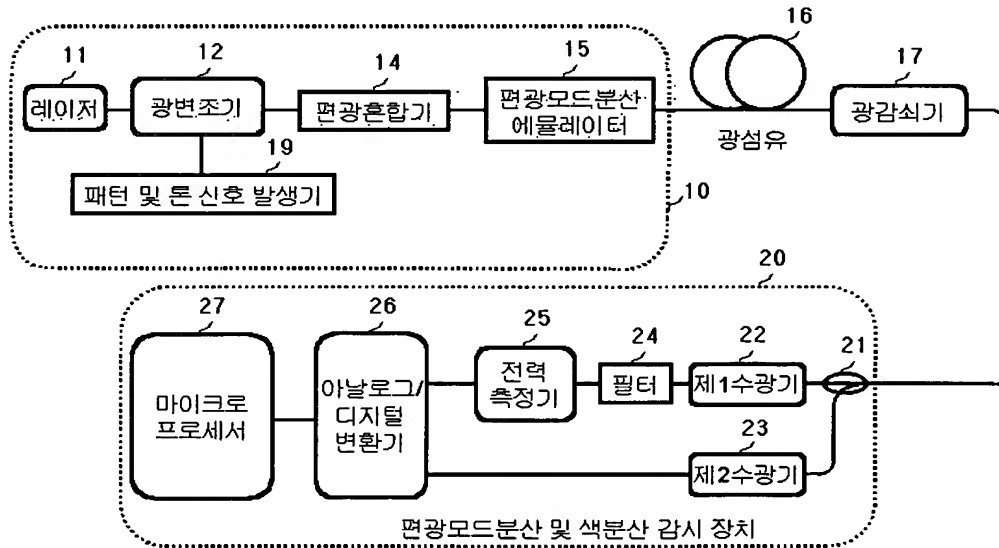 11
12
14
15
16
17
레이저
광변조기
편광혼합기
편광모드분산
에뮬레이터
광섬유
광감쇠기
19
패턴 및 톤 신호 발생기
10
20
27
26
25
24
22
21
마이크로
프로세서
아날로그/
디지털
변환기
전력
측정기
필터
제1수광기
23
제2수광기
편광모드분산 및 색분산 감시 장치